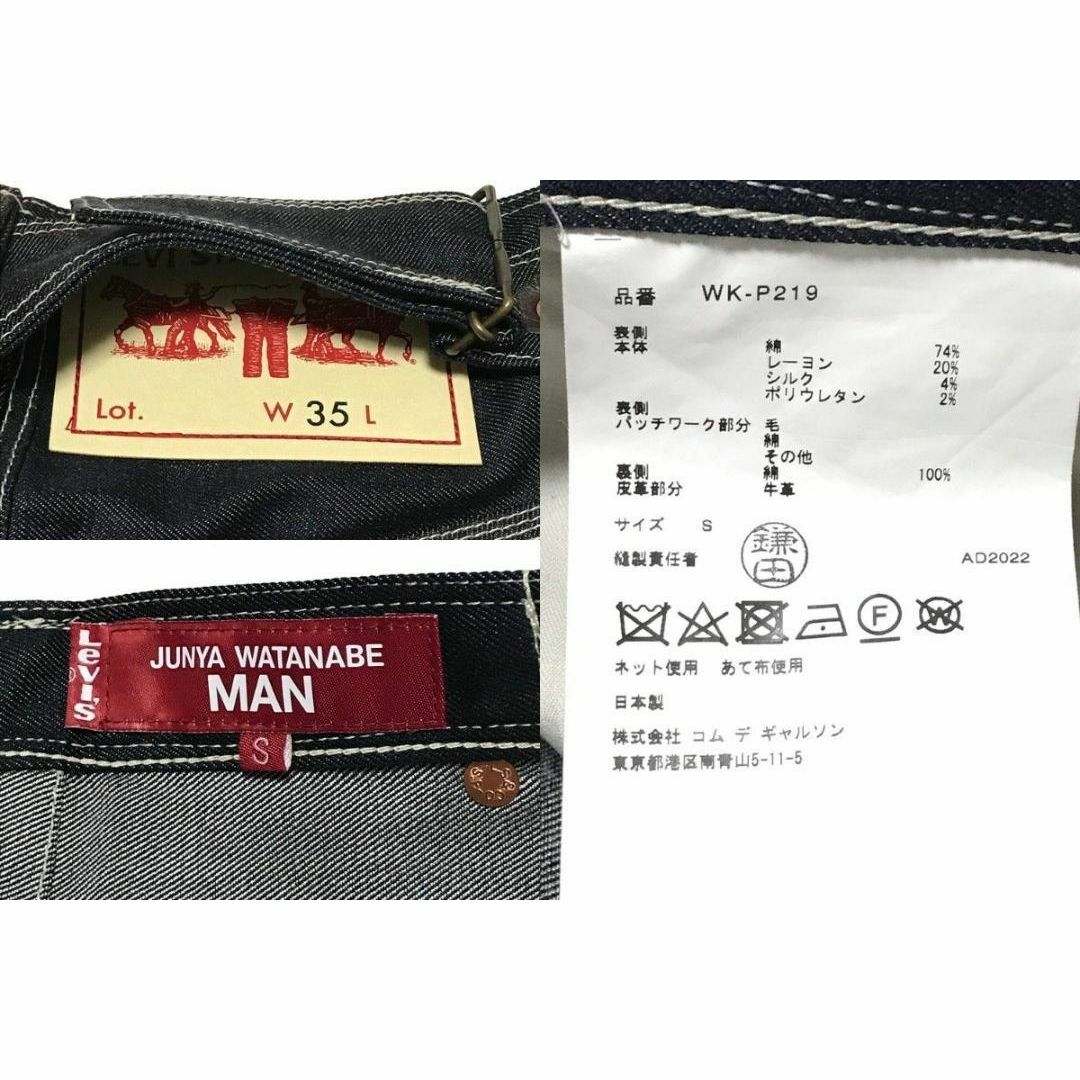 LEVI ST
Lot. W 35 L
Levi's
JUNYA WATANABE
MAN
S
品番 WK-P219
表側
本体 綿 74%
レーヨン 20%
シルク 4%
ポリウレタン 2%
表側
パッチワーク部分 毛
綿
その他
裏側 綿 100%
皮革部分 牛革
サイズ S
縫製責任者 鎌田 AD2022
F W
ネット使用 あて布使用
日本製
株式会社 コム デ ギャルソン
東京都港区南青山5-11-5